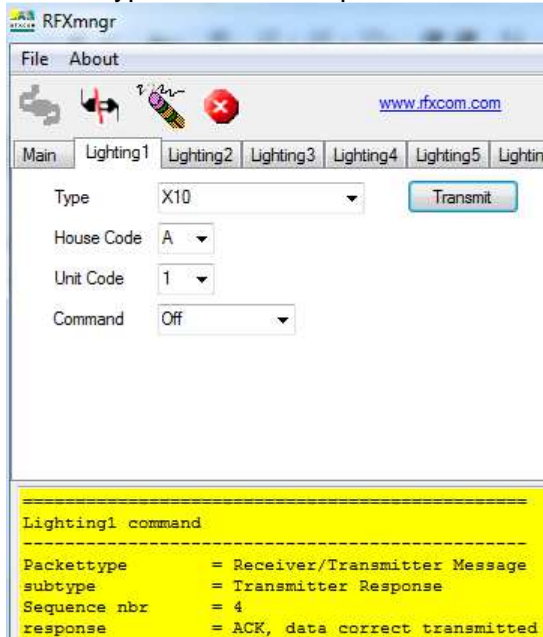 RFXmngr
File About
www.rfxcom.com
Main Lighting1 Lighting2 Lighting3 Lighting4 Lighting5 Lightin
Type X10 Transmit
House Code A
Unit Code 1
Command Off
==================================================
Lighting1 command
--------------------------------------------------
Packettype = Receiver/Transmitter Message
subtype = Transmitter Response
Sequence nbr = 4
response = ACK, data correct transmitted